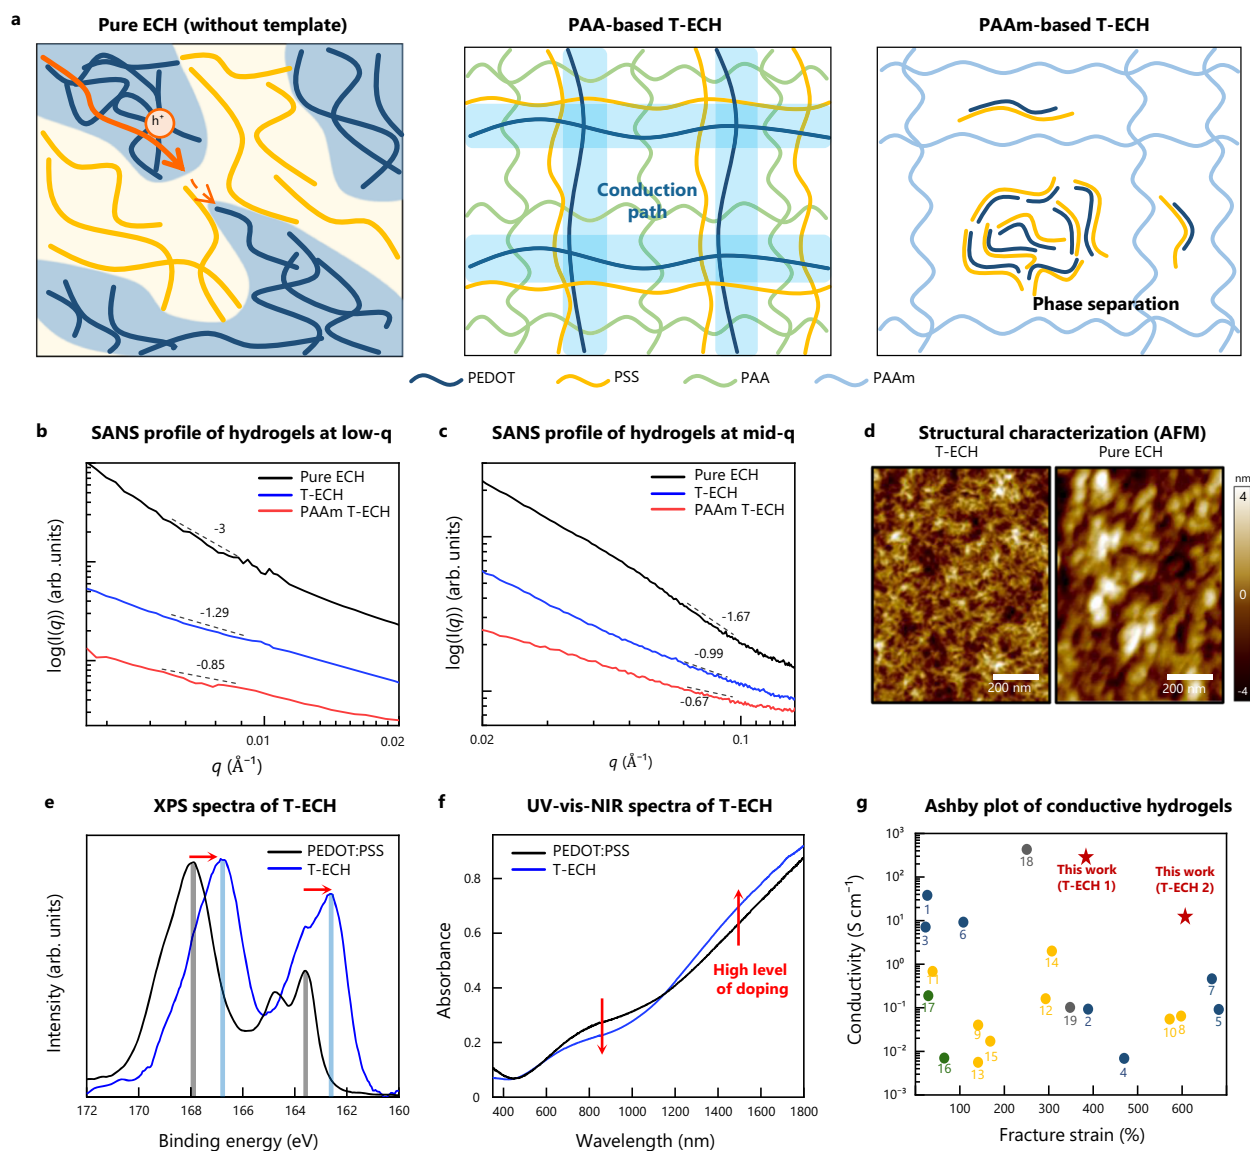 a
Pure ECH (without template)
PAA-based T-ECH
PAAm-based T-ECH
h+
Conduction
path
Phase separation
PEDOT
PSS
PAA
PAAm
b
SANS profile of hydrogels at low-q
Pure ECH
T-ECH
PAAm T-ECH
-3
-1.29
-0.85
log(I(q)) (arb .units)
0.01
0.02
q (Å⁻¹)
c
SANS profile of hydrogels at mid-q
Pure ECH
T-ECH
PAAm T-ECH
-1.67
-0.99
-0.67
log(I(q)) (arb. units)
0.02
0.1
q (Å⁻¹)
d
Structural characterization (AFM)
T-ECH
Pure ECH
nm
4
0
-4
200 nm
200 nm
e
XPS spectra of T-ECH
PEDOT:PSS
T-ECH
Intensity (arb. units)
172
170
168
166
164
162
160
Binding energy (eV)
f
UV-vis-NIR spectra of T-ECH
PEDOT:PSS
T-ECH
High level
of doping
Absorbance
0.8
0.6
0.4
0.2
0.0
400
600
800
1000
1200
1400
1600
1800
Wavelength (nm)
g
Ashby plot of conductive hydrogels
10³
10²
10¹
10⁰
10⁻¹
10⁻²
10⁻³
Conductivity (S cm⁻¹)
18
This work
(T-ECH 1)
This work
(T-ECH 2)
1
3
6
11
14
7
17
12
19
2
5
9
10
8
15
16
13
4
100
200
300
400
500
600
Fracture strain (%)